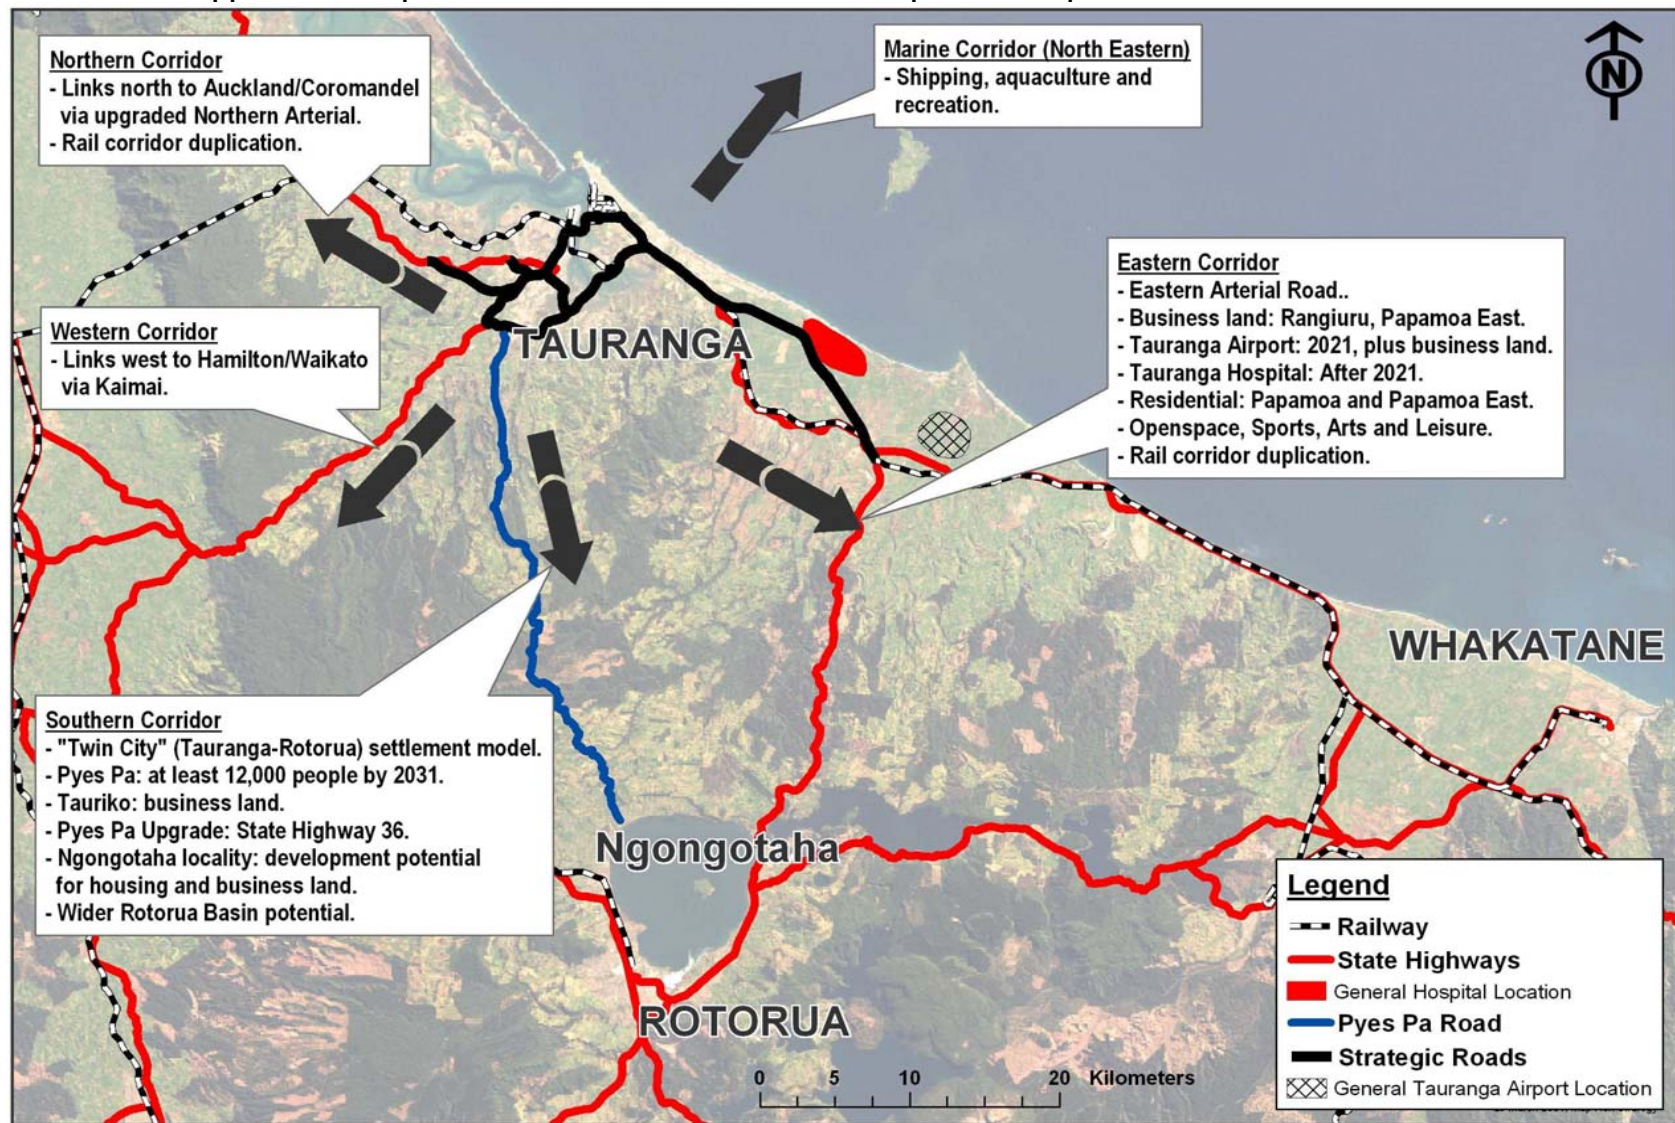 Northern Corridor
- Links north to Auckland/Coromandel
via upgraded Northern Arterial.
- Rail corridor duplication.
Marine Corridor (North Eastern)
- Shipping, aquaculture and
recreation.
N
Eastern Corridor
- Eastern Arterial Road..
- Business land: Rangiuru, Papamoa East.
- Tauranga Airport: 2021, plus business land.
- Tauranga Hospital: After 2021.
- Residential: Papamoa and Papamoa East.
- Openspace, Sports, Arts and Leisure.
- Rail corridor duplication.
Western Corridor
- Links west to Hamilton/Waikato
via Kaimai.
TAURANGA
WHAKATANE
Southern Corridor
- "Twin City" (Tauranga-Rotorua) settlement model.
- Pyes Pa: at least 12,000 people by 2031.
- Tauriko: business land.
- Pyes Pa Upgrade: State Highway 36.
- Ngongotaha locality: development potential
for housing and business land.
- Wider Rotorua Basin potential.
Ngongotaha
ROTORUA
Legend
Railway
State Highways
General Hospital Location
Pyes Pa Road
Strategic Roads
General Tauranga Airport Location
0 5 10 20 Kilometers